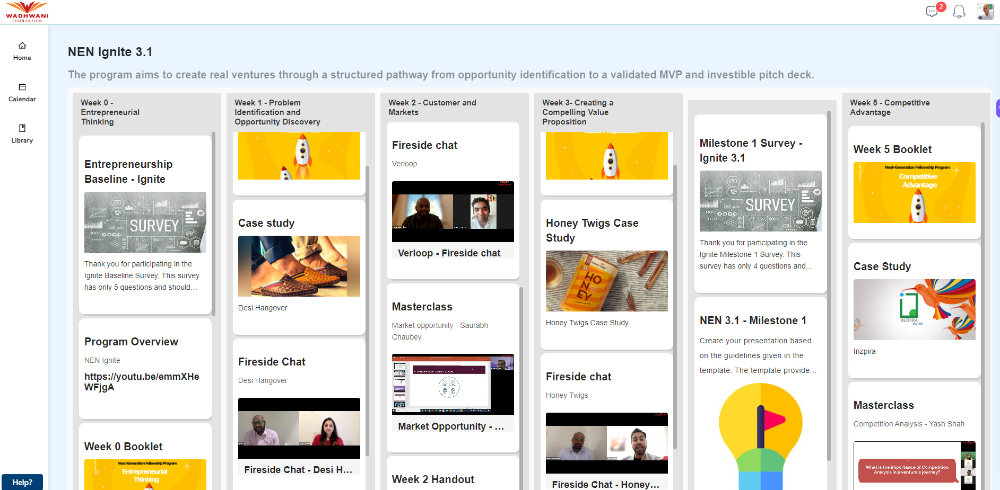 WADHWANI
FOUNDATION
2
Home
Calendar
Library
Help?
NEN Ignite 3.1
The program aims to create real ventures through a structured pathway from opportunity identification to a validated MVP and investible pitch deck.
Week 0 -
Entrepreneurial
Thinking
Entrepreneurship
Baseline - Ignite
SURVEY
Thank you for participating in the
Ignite Baseline Survey. This survey
has only 5 questions and should...
Program Overview
NEN Ignite
https://youtu.be/emmXHe
WFjgA
Week 0 Booklet
Next-Generation Fellowship Program
Entrepreneurial
Thinking
Week 1 - Problem
Identification and
Opportunity Discovery
Case study
Desi Hangover
Fireside Chat
Desi Hangover
Fireside Chat - Desi H...
Week 2 - Customer and
Markets
Fireside chat
Verloop
Verloop - Fireside chat
Masterclass
Market opportunity - Saurabh
Chaubey
Market Opportunity - ...
Week 2 Handout
Week 3- Creating a
Compelling Value
Proposition
Honey Twigs Case
Study
Honey Twigs
HO
NEY
Honey Twigs Case Study
Fireside chat
Honey Twigs
Fireside Chat - Honey...
Milestone 1 Survey -
Ignite 3.1
SURVEY
Thank you for participating in the
Ignite Milestone 1 Survey. This
survey has only 4 questions and...
NEN 3.1 - Milestone 1
Create your presentation based
on the guidelines given in the
template. The template provide...
Week 5 - Competitive
Advantage
Week 5 Booklet
Next-Generation Fellowship Program
Competitive
Advantage
Case Study
INZPIRA
For All
Inzpira
Masterclass
Competition Analysis - Yash Shah
What is the importance of Competition
Analysis in a venture's journey?